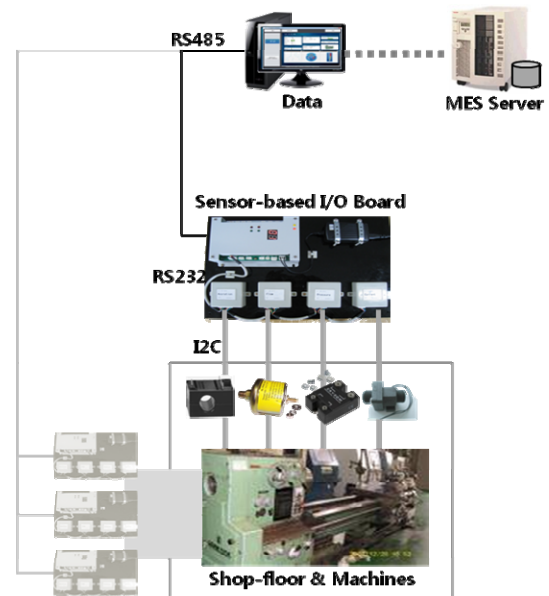 RS485
Data
MES Server
Sensor-based I/O Board
RS232
I2C
Shop-floor & Machines